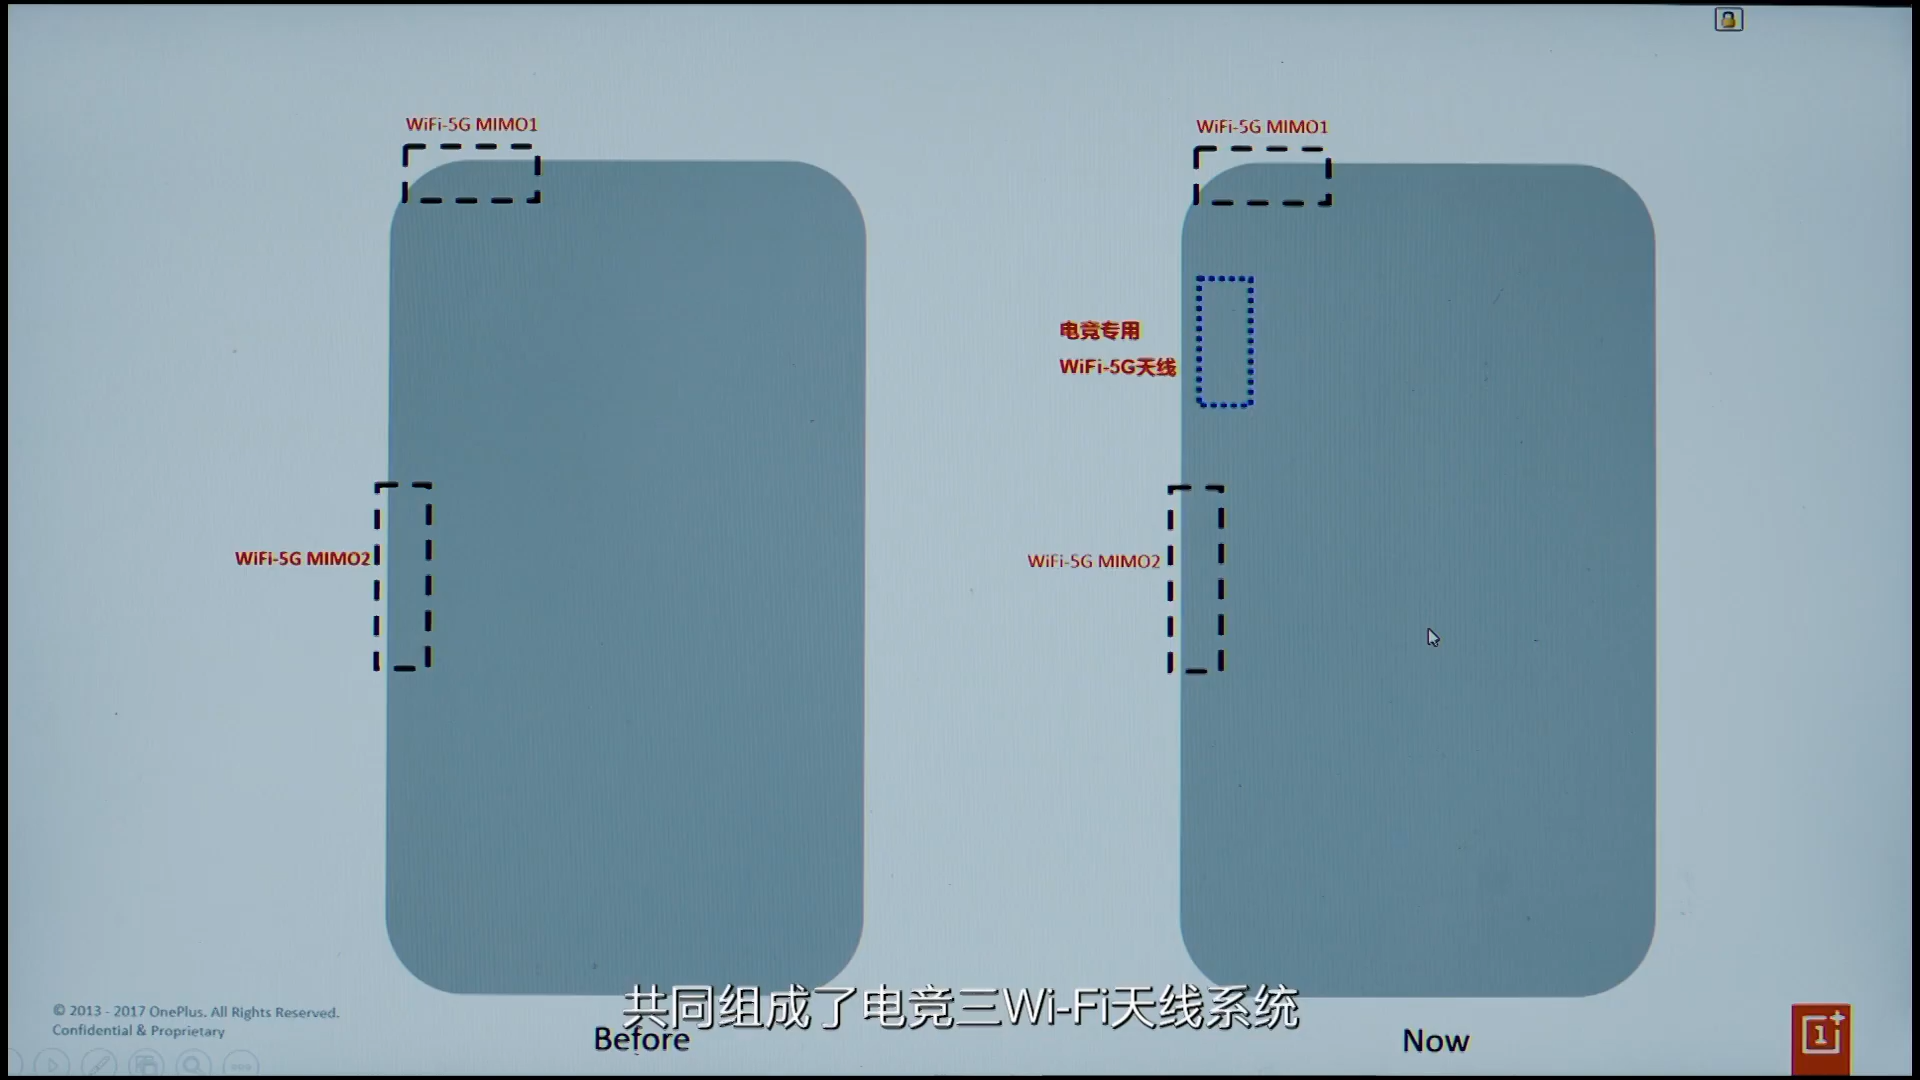 WiFi-5G MIMO1
WiFi-5G MIMO2
WiFi-5G MIMO1
电竞专用
WiFi-5G天线
WiFi-5G MIMO2
共同组成了电竞三Wi-Fi天线系统
Before
Now
© 2013 - 2017 OnePlus. All Rights Reserved.
Confidential & Proprietary
1+